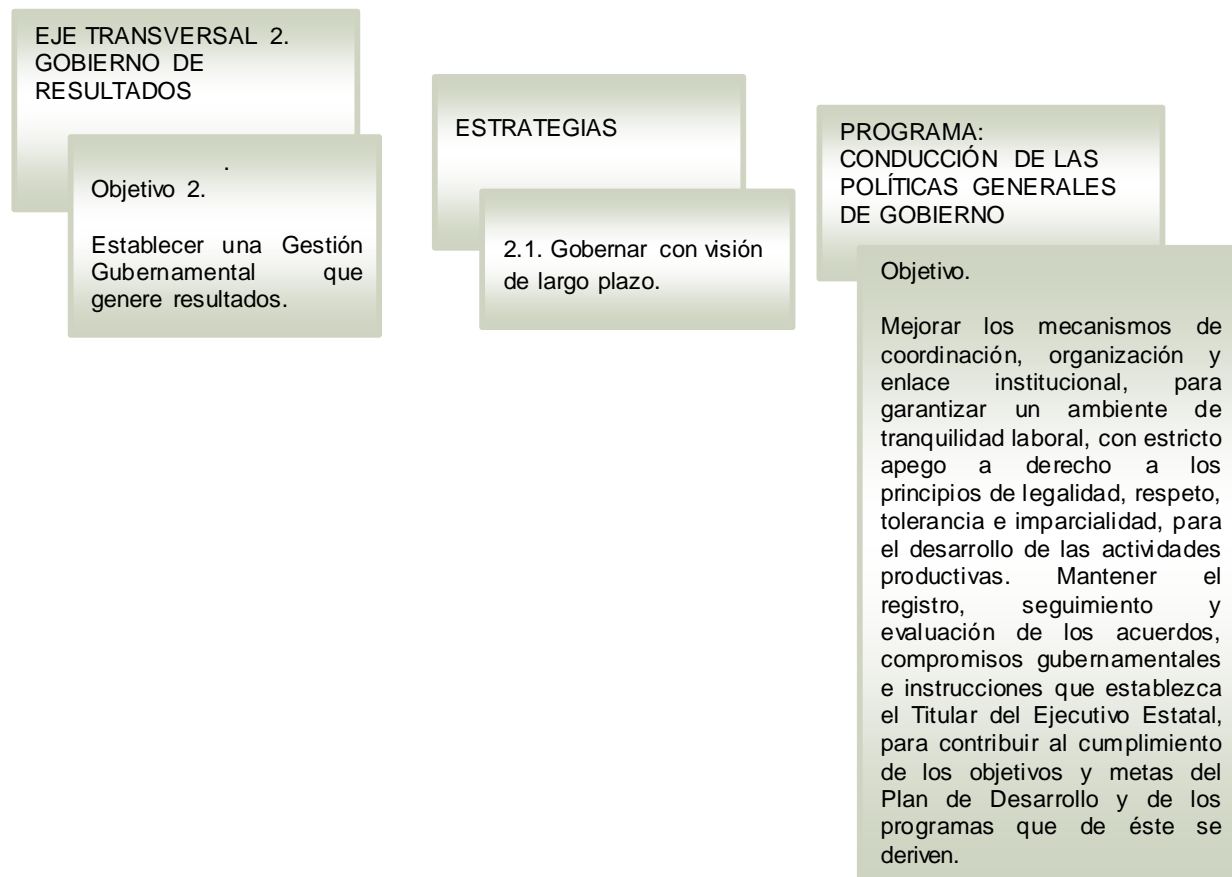 EJE TRANSVERSAL 2.
GOBIERNO DE
RESULTADOS
.
Objetivo 2.
Establecer una Gestión
Gubernamental que
genere resultados.
ESTRATEGIAS
2.1. Gobernar con visión
de largo plazo.
PROGRAMA:
CONDUCCIÓN DE LAS
POLÍTICAS GENERALES
DE GOBIERNO
Objetivo.
Mejorar los mecanismos de
coordinación, organización y
enlace institucional, para
garantizar un ambiente de
tranquilidad laboral, con estricto
apego a derecho a los
principios de legalidad, respeto,
tolerancia e imparcialidad, para
el desarrollo de las actividades
productivas. Mantener el
registro, seguimiento y
evaluación de los acuerdos,
compromisos gubernamentales
e instrucciones que establezca
el Titular del Ejecutivo Estatal,
para contribuir al cumplimiento
de los objetivos y metas del
Plan de Desarrollo y de los
programas que de éste se
deriven.